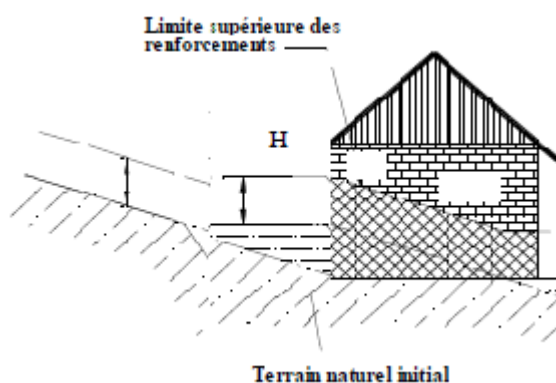 Limite supérieure des
renforcements
H
Terrain naturel initial